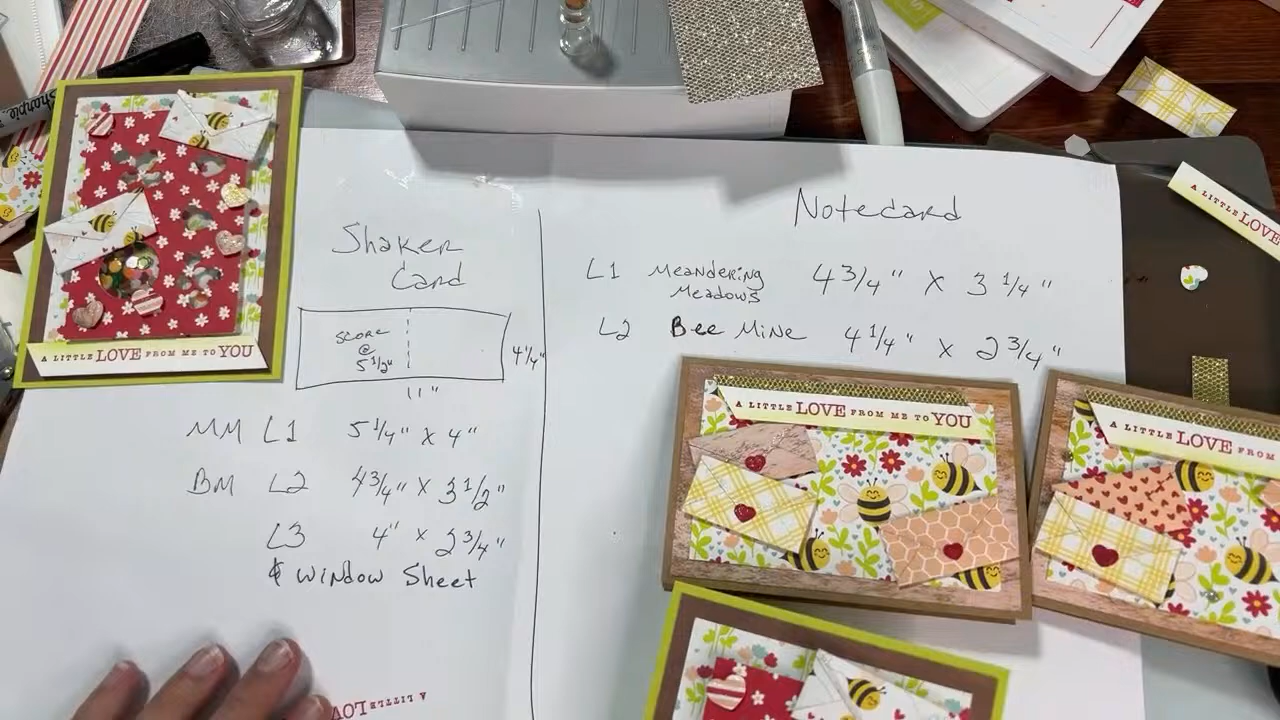 Sharpie
A LITTLE LOVE FROM ME TO YOU
Shaker
Card
SCORE
@
5 1/2"
4 1/4"
11"
MM L1 5 1/4" x 4"
BM L2 4 3/4" x 3 1/2"
L3 4" x 2 3/4"
& Window Sheet
A LITTLE LOVE
Notecard
L1 Meandering Meadows 4 3/4" x 3 1/4"
L2 Bee Mine 4 1/4" x 2 3/4"
A LITTLE LOVE FROM ME TO YOU
A LITTLE LOVE FROM
A LITTLE LOVE